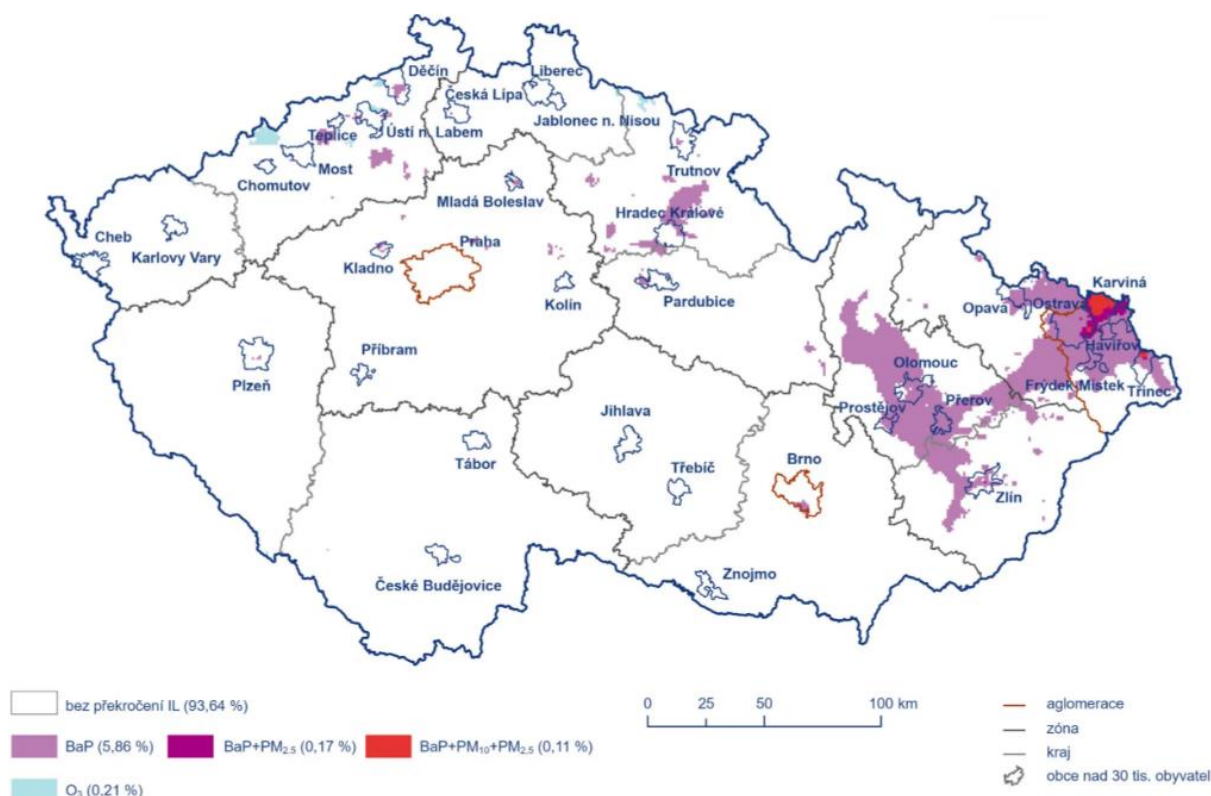 Děčín
Liberec
Česká Lípa
Jablonec n. Nisou
Teplice
Ústí n. Labem
Most
Chomutov
Trutnov
Mladá Boleslav
Hradec Králové
Cheb
Karlovy Vary
Kladno
Praha
Kolín
Pardubice
Karviná
Opava
Ostrava
Havířov
Plzeň
Příbram
Olomouc
Frýdek-Místek
Třinec
Prostějov
Přerov
Jihlava
Tábor
Třebíč
Brno
Zlín
České Budějovice
Znojmo
bez překročení IL (93,64 %)
BaP (5,86 %)
BaP+PM2.5 (0,17 %)
BaP+PM10+PM2.5 (0,11 %)
O3 (0,21 %)
0 25 50 100 km
aglomerace
zóna
kraj
obce nad 30 tis. obyvatel